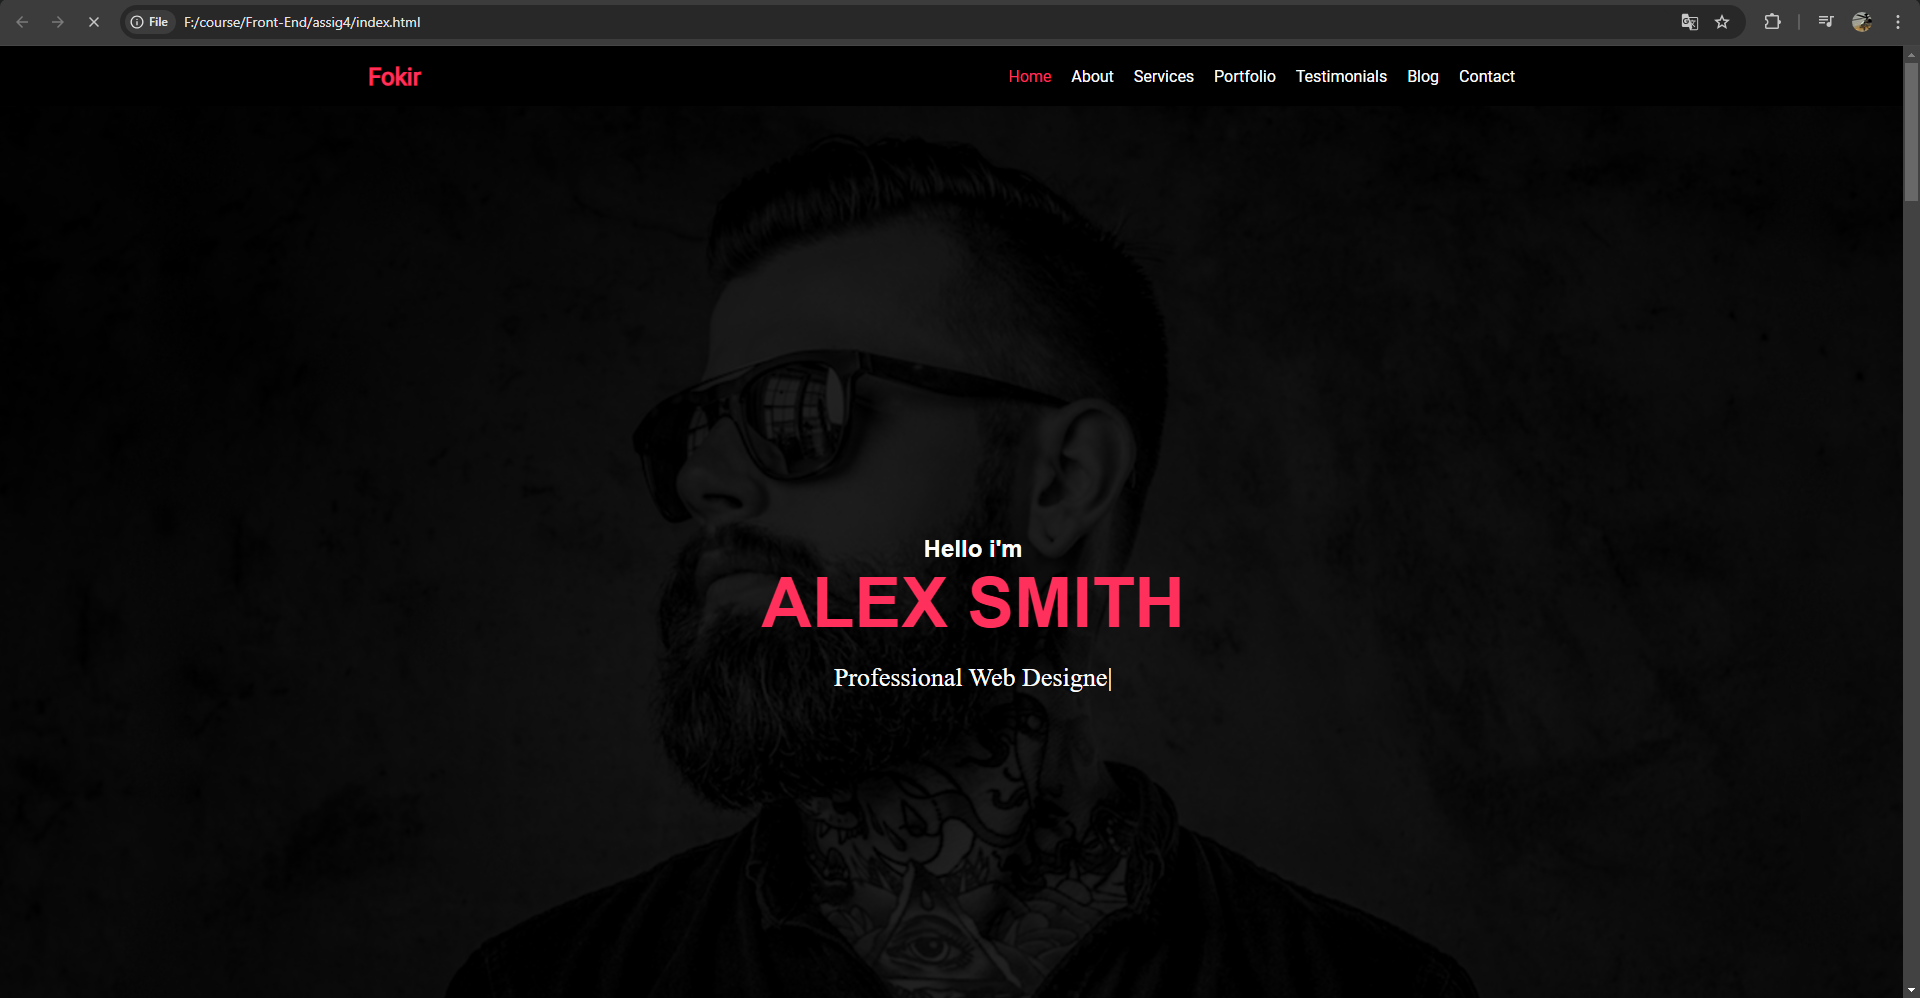 File F:/course/Front-End/assig4/index.html
Fokir Home About Services Portfolio Testimonials Blog Contact
Hello i'm
ALEX SMITH
Professional Web Designe|